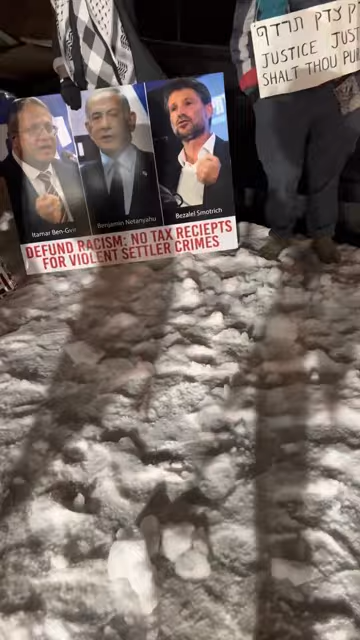 צדק צדק תרדף
JUSTICE JUST
SHALT THOU PU
Itamar Ben-Gvir
Benjamin Netanyahu
Bezalel Smotrich
DEFUND RACISM: NO TAX RECIEPTS
FOR VIOLENT SETTLER CRIMES